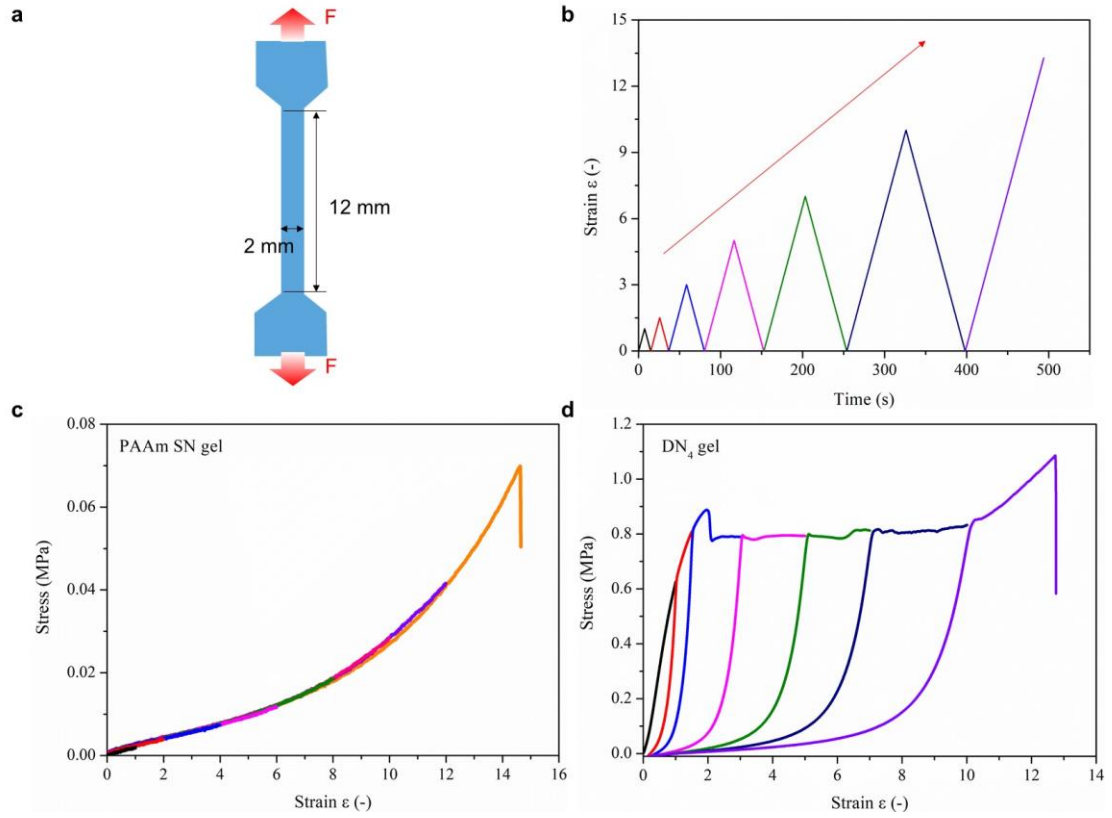 a
F
12 mm
2 mm
F
b
15
12
9
6
3
0
Strain ε (-)
0 100 200 300 400 500
Time (s)
c
PAAm SN gel
0.08
0.06
0.04
0.02
0.00
Stress (MPa)
0 2 4 6 8 10 12 14 16
Strain ε (-)
d
DN₄ gel
1.2
1.0
0.8
0.6
0.4
0.2
0.0
Stress (MPa)
0 2 4 6 8 10 12 14
Strain ε (-)